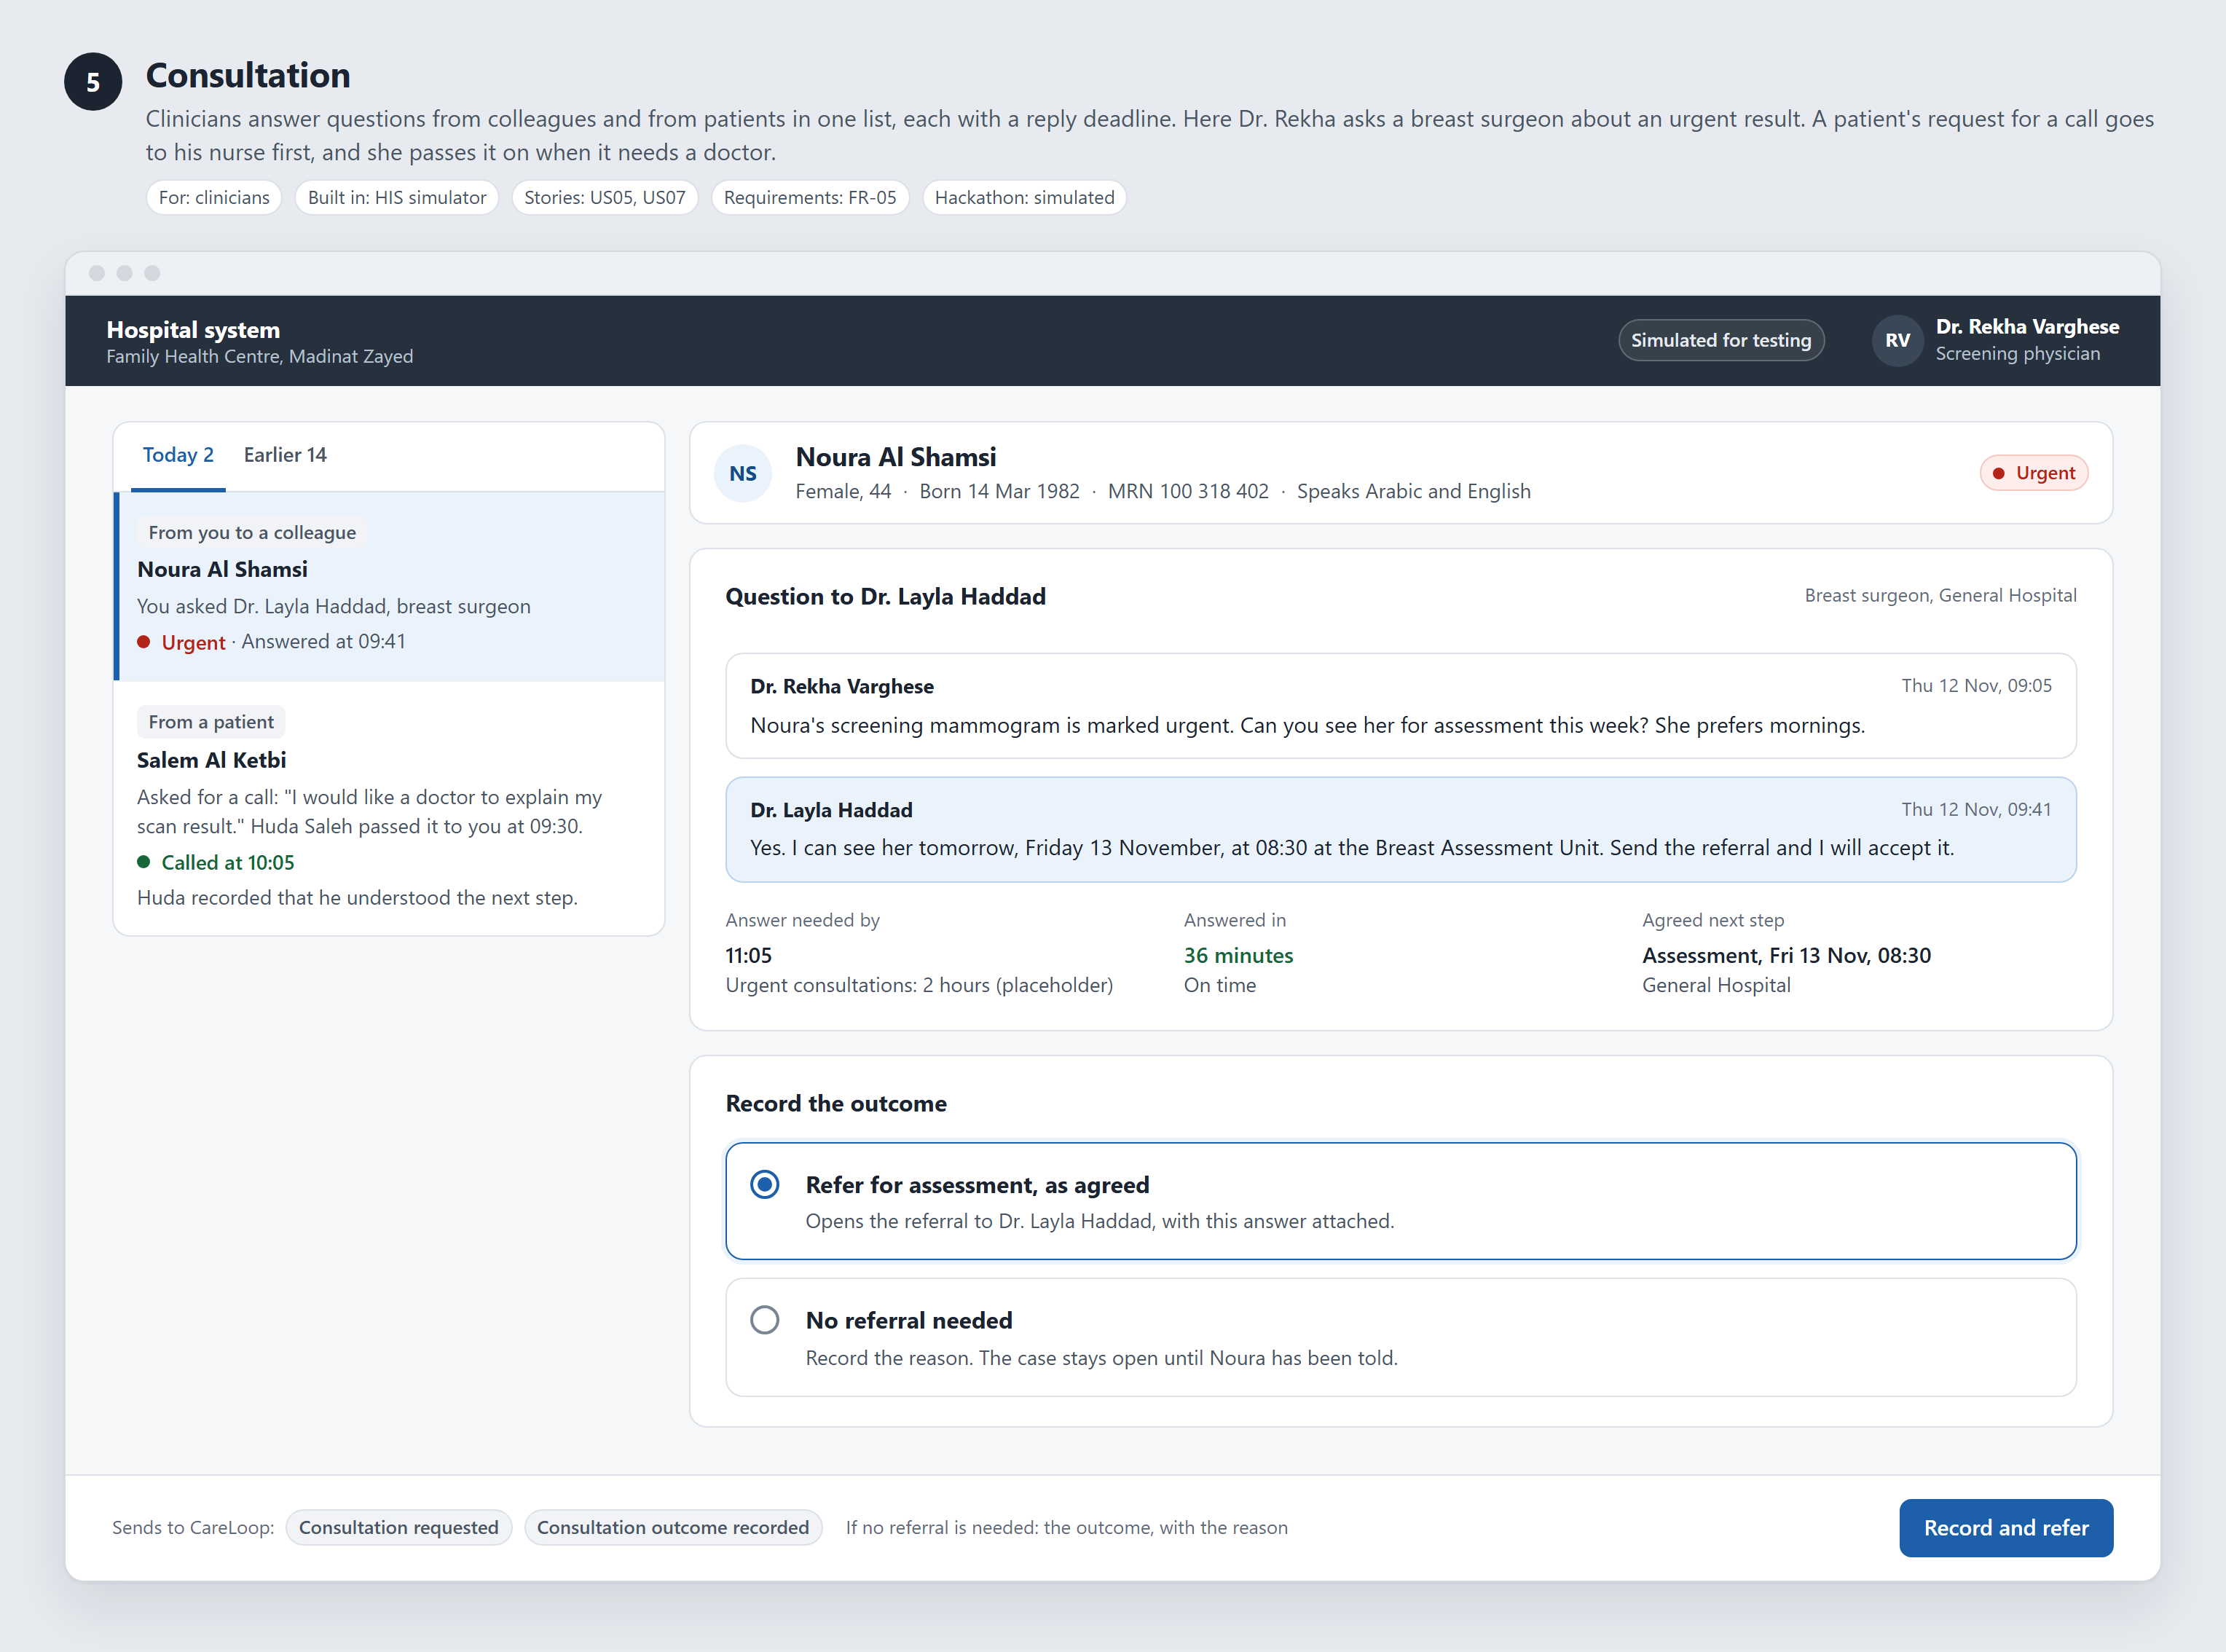 5
Consultation
Clinicians answer questions from colleagues and from patients in one list, each with a reply deadline. Here Dr. Rekha asks a breast surgeon about an urgent result. A patient's request for a call goes
to his nurse first, and she passes it on when it needs a doctor.
For: clinicians
Built in: HIS simulator
Stories: US05, US07
Requirements: FR-05
Hackathon: simulated
Hospital system
Family Health Centre, Madinat Zayed
Simulated for testing
RV
Dr. Rekha Varghese
Screening physician
Today 2
Earlier 14
From you to a colleague
Noura Al Shamsi
You asked Dr. Layla Haddad, breast surgeon
Urgent · Answered at 09:41
From a patient
Salem Al Ketbi
Asked for a call: "I would like a doctor to explain my
scan result." Huda Saleh passed it to you at 09:30.
Called at 10:05
Huda recorded that he understood the next step.
NS
Noura Al Shamsi
Female, 44 · Born 14 Mar 1982 · MRN 100 318 402 · Speaks Arabic and English
Urgent
Question to Dr. Layla Haddad
Breast surgeon, General Hospital
Dr. Rekha Varghese
Thu 12 Nov, 09:05
Noura's screening mammogram is marked urgent. Can you see her for assessment this week? She prefers mornings.
Dr. Layla Haddad
Thu 12 Nov, 09:41
Yes. I can see her tomorrow, Friday 13 November, at 08:30 at the Breast Assessment Unit. Send the referral and I will accept it.
Answer needed by
11:05
Urgent consultations: 2 hours (placeholder)
Answered in
36 minutes
On time
Agreed next step
Assessment, Fri 13 Nov, 08:30
General Hospital
Record the outcome
Refer for assessment, as agreed
Opens the referral to Dr. Layla Haddad, with this answer attached.
No referral needed
Record the reason. The case stays open until Noura has been told.
Sends to CareLoop:
Consultation requested
Consultation outcome recorded
If no referral is needed: the outcome, with the reason
Record and refer